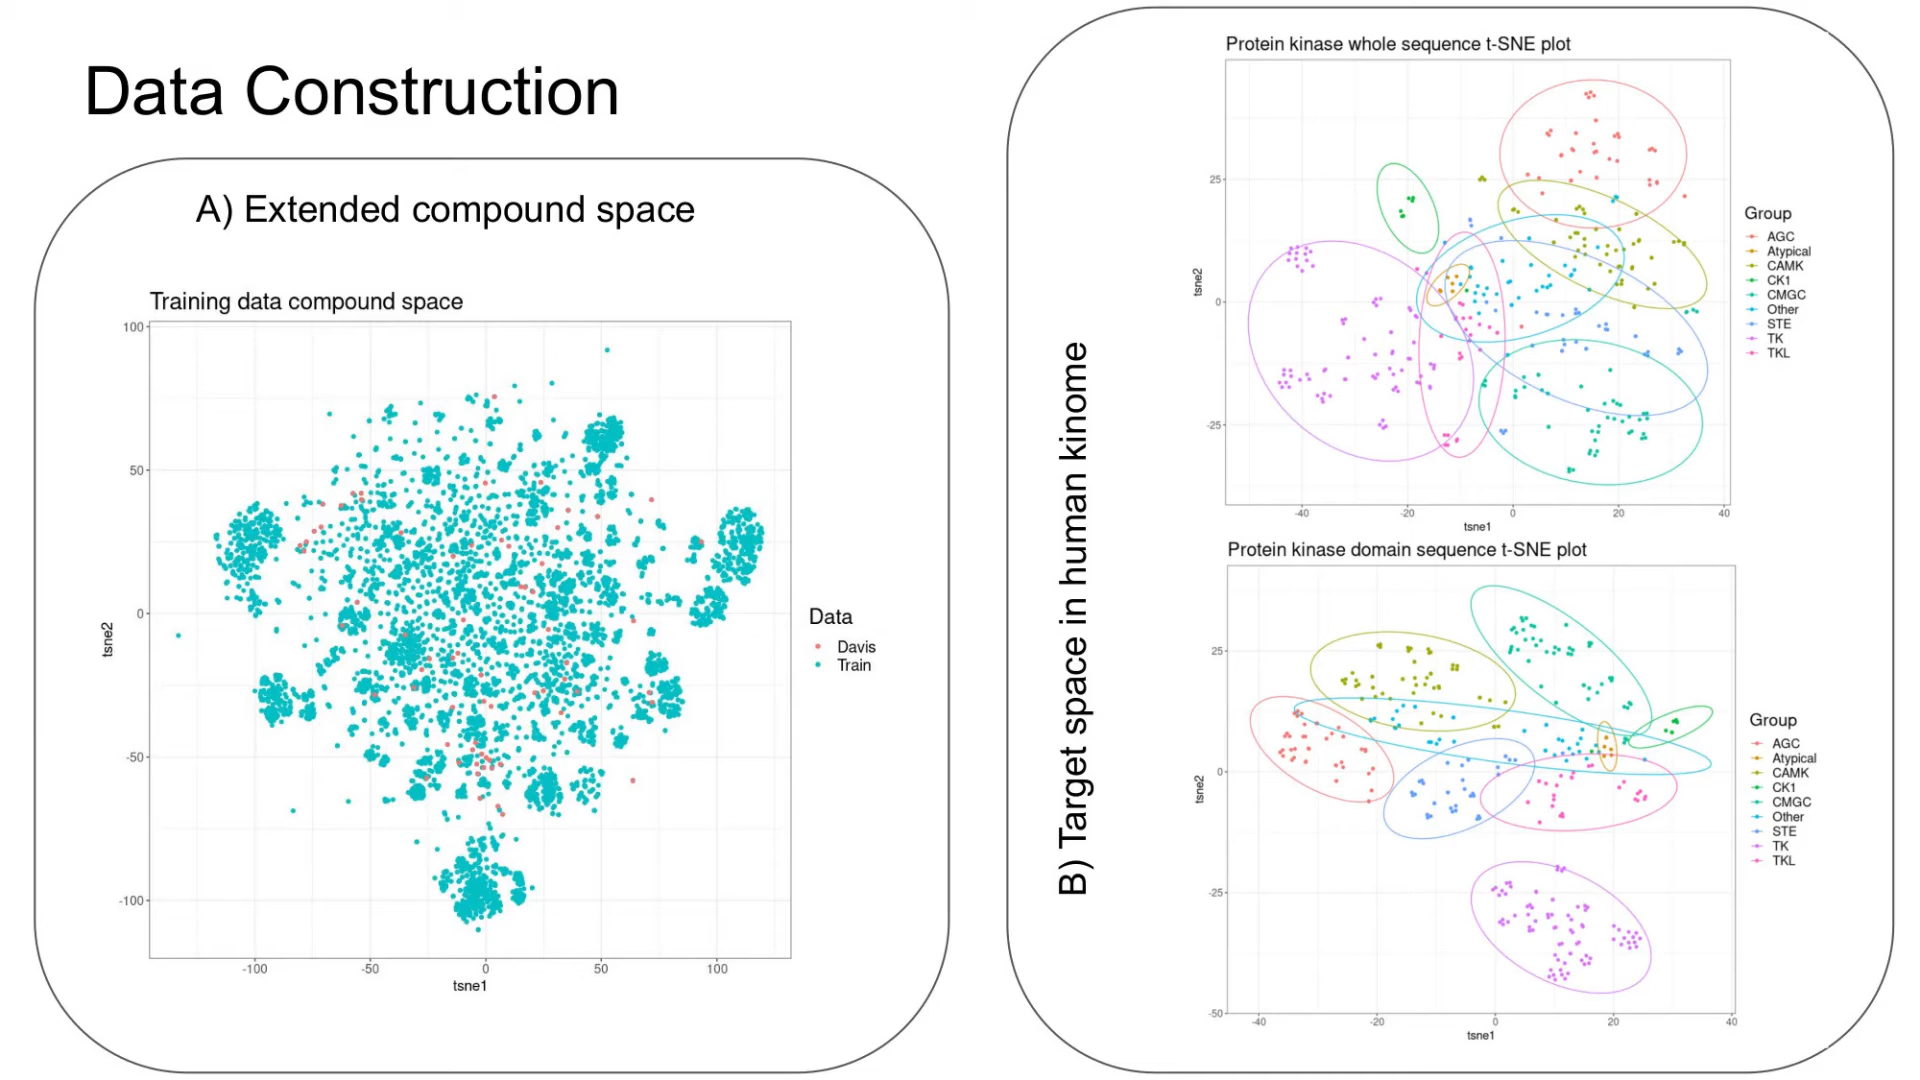 Data Construction
A) Extended compound space
Training data compound space
100
50
0
-50
-100
tsne2
-100
-50
0
50
100
tsne1
Data
Davis
Train
B) Target space in human kinome
Protein kinase whole sequence t-SNE plot
25
0
-25
tsne2
-40
-20
0
20
40
tsne1
Group
AGC
Atypical
CAMK
CK1
CMGC
Other
STE
TK
TKL
Protein kinase domain sequence t-SNE plot
25
0
-25
-50
tsne2
-40
-20
0
20
40
tsne1
Group
AGC
Atypical
CAMK
CK1
CMGC
Other
STE
TK
TKL